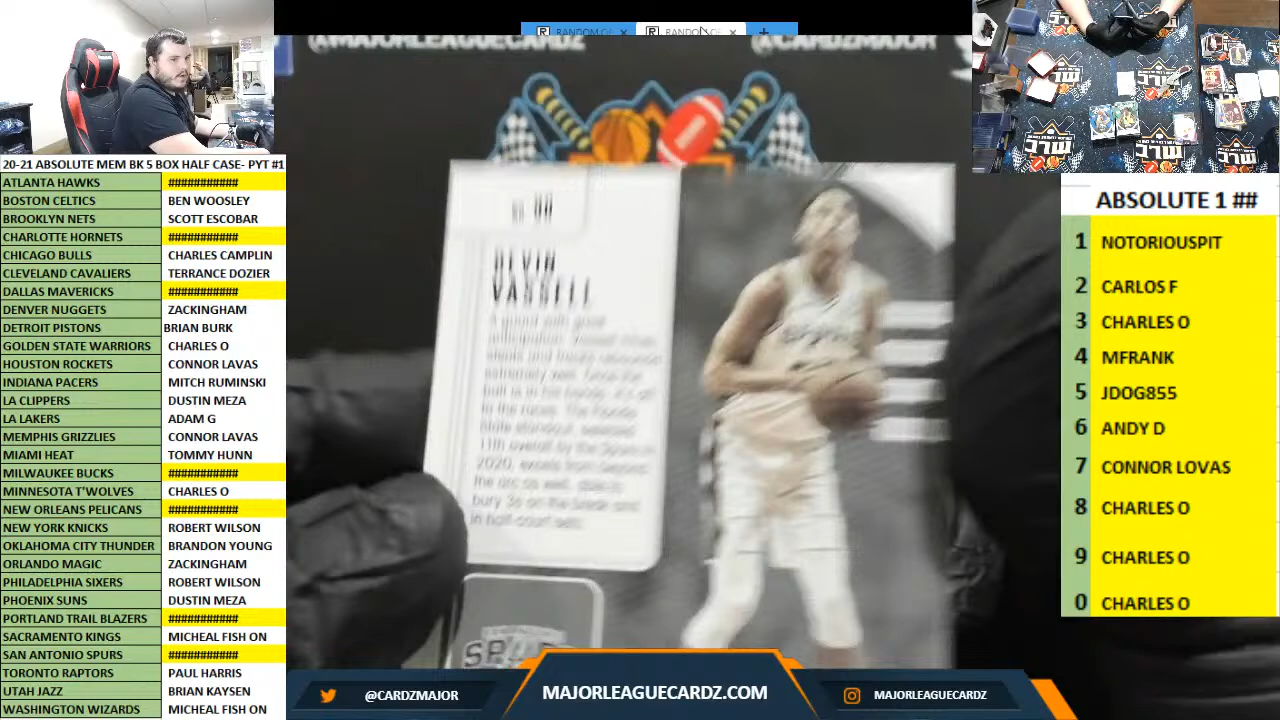 @MAJORLEAGUECARDZ @CARDZMAJOR
20-21 ABSOLUTE MEM BK 5 BOX HALF CASE- PYT #1
ATLANTA HAWKS ###########
BOSTON CELTICS BEN WOOSLEY
BROOKLYN NETS SCOTT ESCOBAR
CHARLOTTE HORNETS ###########
CHICAGO BULLS CHARLES CAMPLIN
CLEVELAND CAVALIERS TERRANCE DOZIER
DALLAS MAVERICKS ###########
DENVER NUGGETS ZACKINGHAM
DETROIT PISTONS BRIAN BURK
GOLDEN STATE WARRIORS CHARLES O
HOUSTON ROCKETS CONNOR LAVAS
INDIANA PACERS MITCH RUMINSKI
LA CLIPPERS DUSTIN MEZA
LA LAKERS ADAM G
MEMPHIS GRIZZLIES CONNOR LAVAS
MIAMI HEAT TOMMY HUNN
MILWAUKEE BUCKS ###########
MINNESOTA T'WOLVES CHARLES O
NEW ORLEANS PELICANS ###########
NEW YORK KNICKS ROBERT WILSON
OKLAHOMA CITY THUNDER BRANDON YOUNG
ORLANDO MAGIC ZACKINGHAM
PHILADELPHIA SIXERS ROBERT WILSON
PHOENIX SUNS DUSTIN MEZA
PORTLAND TRAIL BLAZERS ###########
SACRAMENTO KINGS MICHEAL FISH ON
SAN ANTONIO SPURS ###########
TORONTO RAPTORS PAUL HARRIS
UTAH JAZZ BRIAN KAYSEN
WASHINGTON WIZARDS MICHEAL FISH ON
DEVIN
VASSELL
@CARDZMAJOR
MAJORLEAGUECARDZ.COM
MAJORLEAGUECARDZ
ABSOLUTE 1 ##
1 NOTORIOUSPIT
2 CARLOS F
3 CHARLES O
4 MFRANK
5 JDOG855
6 ANDY D
7 CONNOR LOVAS
8 CHARLES O
9 CHARLES O
0 CHARLES O